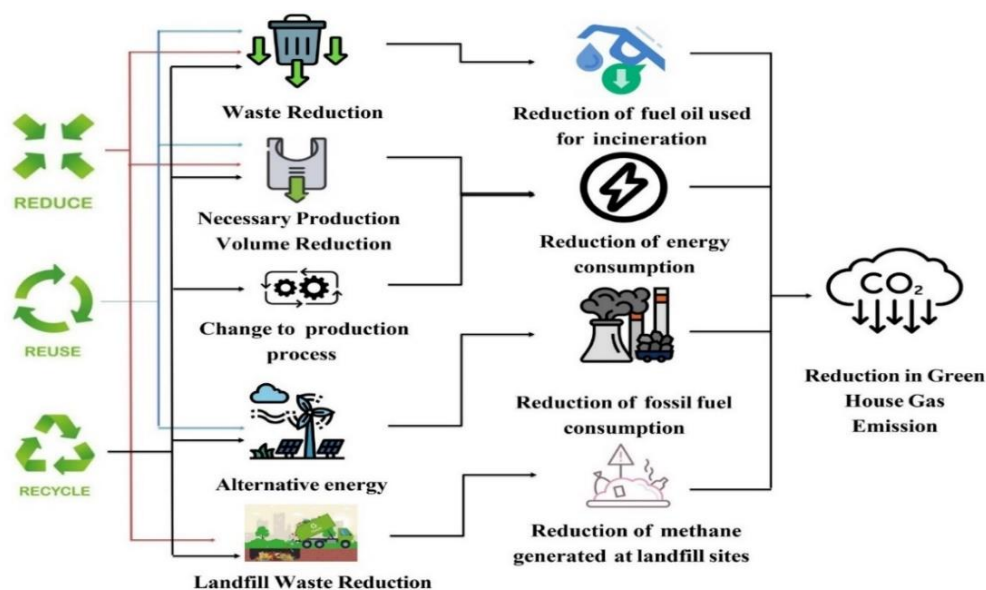 REDUCE
REUSE
RECYCLE
Waste Reduction
Necessary Production
Volume Reduction
Change to production
process
Alternative energy
Landfill Waste Reduction
Reduction of fuel oil used
for incineration
Reduction of energy
consumption
Reduction of fossil fuel
consumption
Reduction of methane
generated at landfill sites
CO₂
Reduction in Green
House Gas
Emission